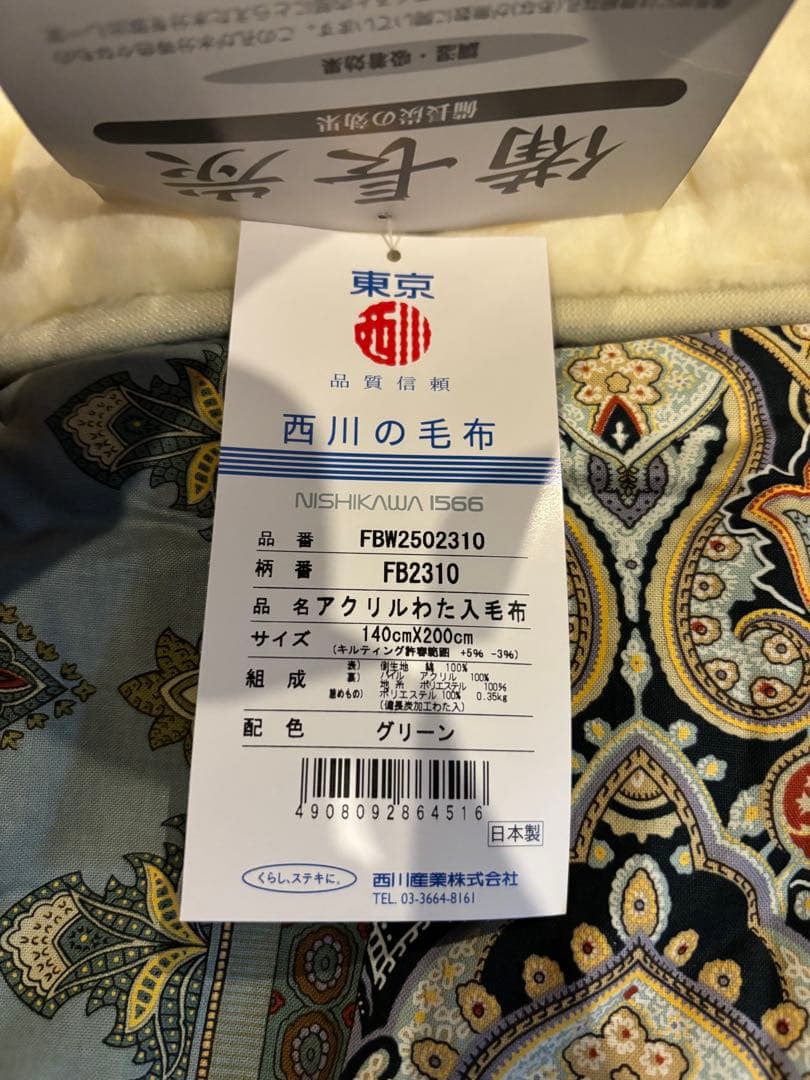 備長炭
備長炭の効果
調湿・吸着効果
東京
西川
品質信頼
西川の毛布
NISHIKAWA 1566
品番 FBW2502310
柄番 FB2310
品名 アクリルわた入毛布
サイズ 140cmX200cm
(キルティング許容範囲 +5% -3%)
組成 表) 側生地 綿 100%
裏) パイル アクリル 100%
地糸 ポリエステル 100%
詰めもの) ポリエステル 100% 0.35kg
(備長炭加工わた入)
配色 グリーン
4908092864516
日本製
くらし、ステキに。
西川産業株式会社
TEL. 03-3664-8161